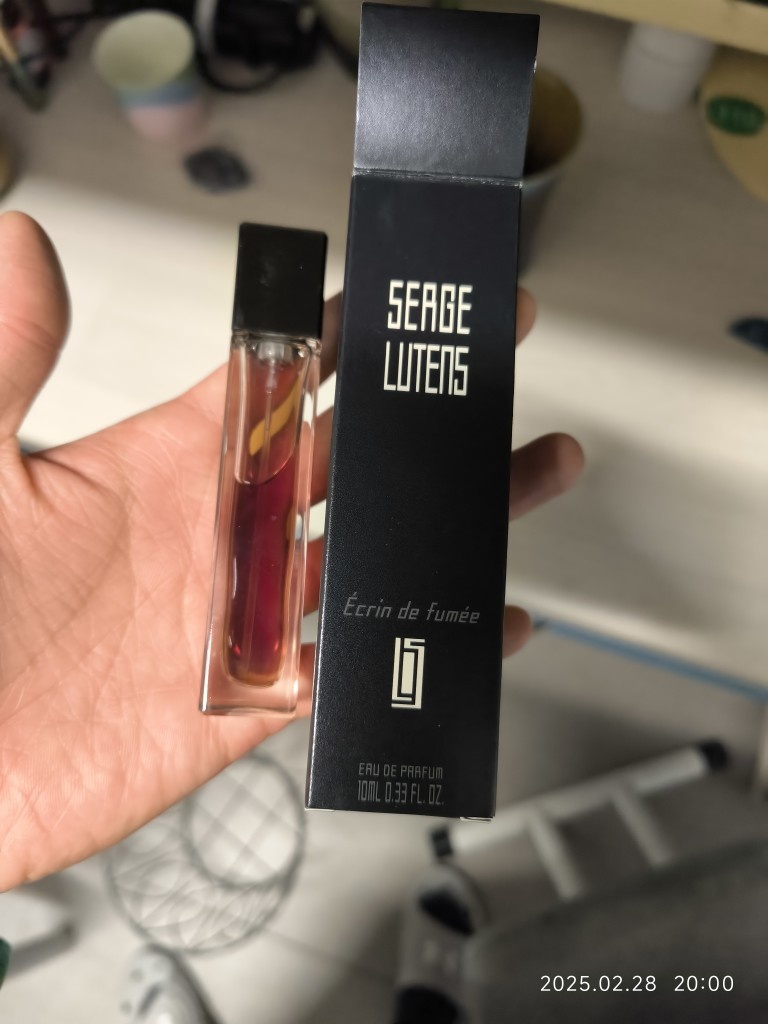 SERGE
LUTENS
Écrin de fumée
EAU DE PARFUM
10ML 0.33 FL. OZ.
2025.02.28 20:00